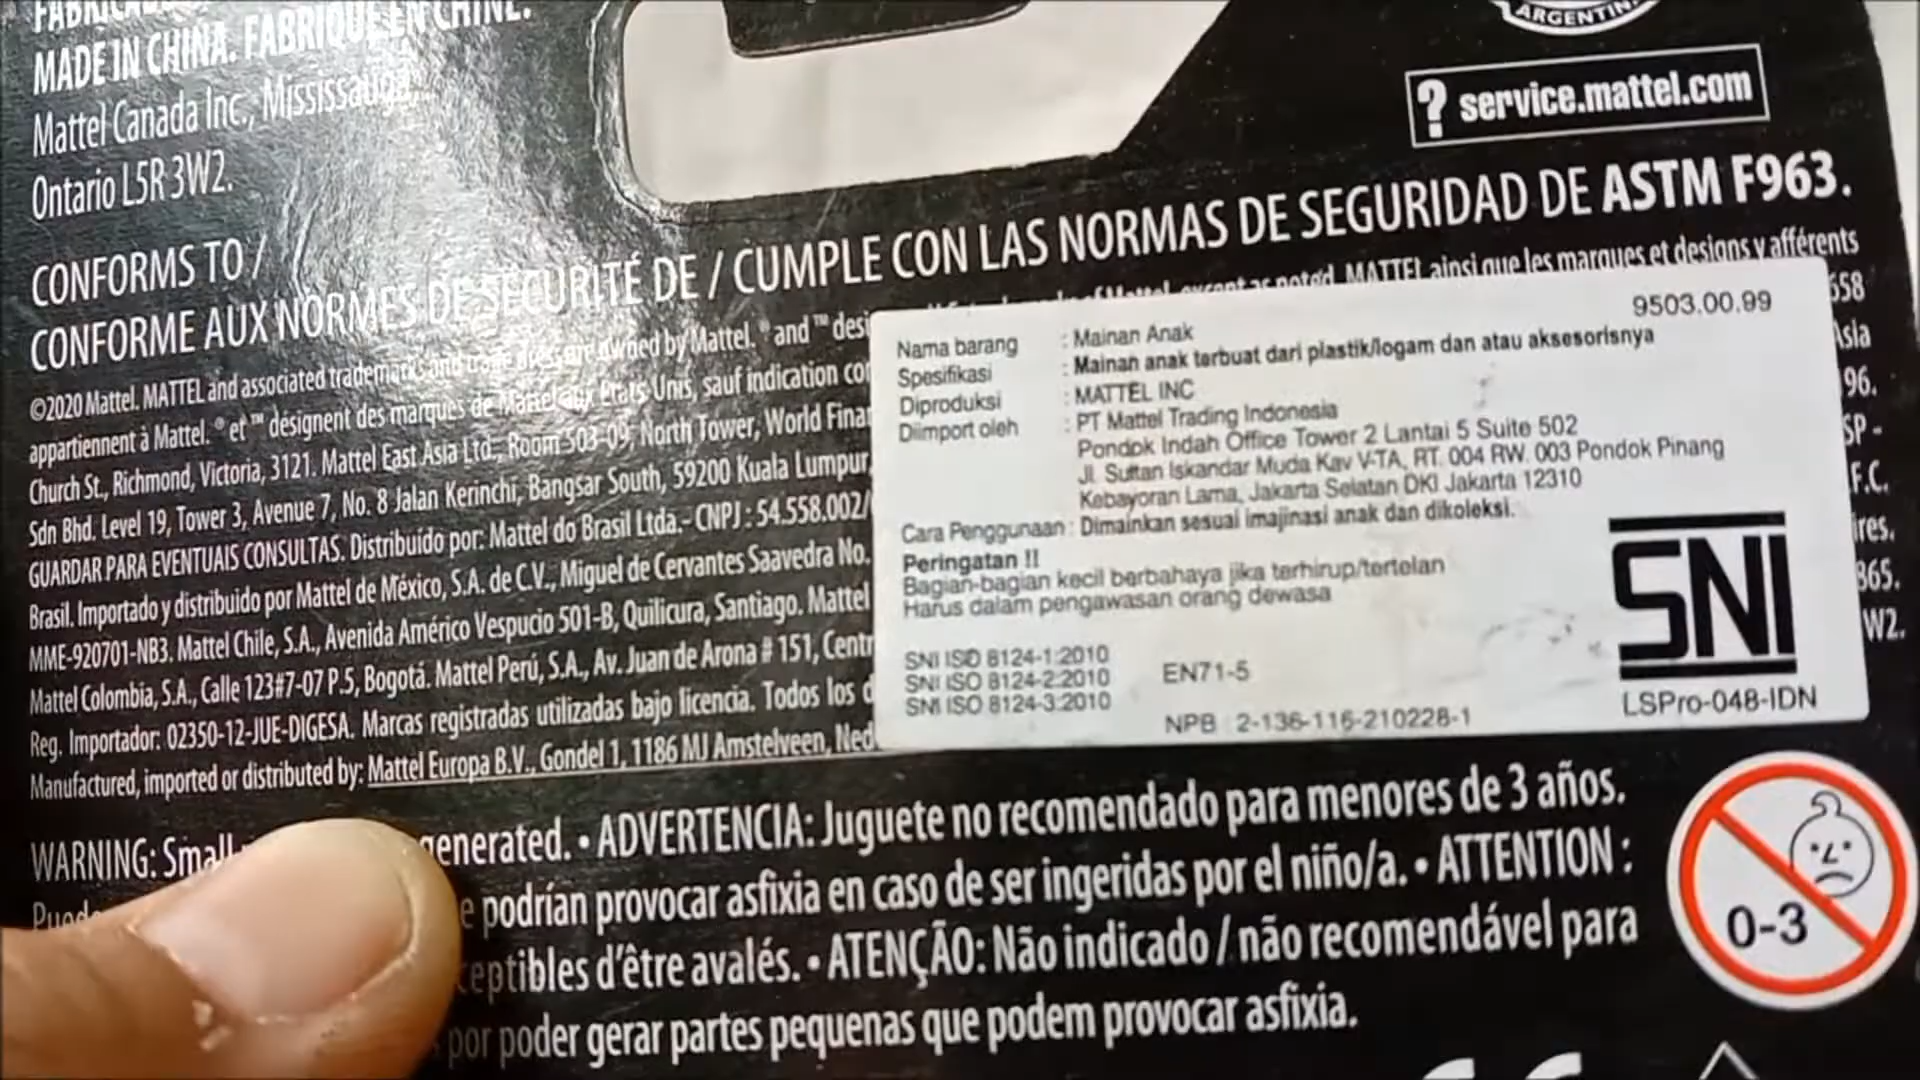 MADE IN CHINA. FABRIQUÉ EN CHINE.
Mattel Canada Inc., Mississauga,
Ontario L5R 3W2.
ARGENTIN
? service.mattel.com
CONFORMS TO /
CONFORME AUX NORMES DE SÉCURITÉ DE / CUMPLE CON LAS NORMAS DE SEGURIDAD DE ASTM F963.
©2020 Mattel. MATTEL and associated trademarks and trade dress are owned by Mattel. ® and ™ desi
MATTEL ainsi que les marques et designs y afférents
appartiennent à Mattel. ® et ™ désignent des marques de Mattel aux États-Unis, sauf indication con
658
Church St., Richmond, Victoria, 3121. Mattel East Asia Ltd., Room 503-09, North Tower, World Fina
Asia
Sdn Bhd. Level 19, Tower 3, Avenue 7, No. 8 Jalan Kerinchi, Bangsar South, 59200 Kuala Lumpur
96.
GUARDAR PARA EVENTUAIS CONSULTAS. Distribuído por: Mattel do Brasil Ltda.- CNPJ : 54.558.002/
SP -
Brasil. Importado y distribuido por Mattel de México, S.A. de C.V., Miguel de Cervantes Saavedra No.
F.C.
MME-920701-NB3. Mattel Chile, S.A., Avenida Américo Vespucio 501-B, Quilicura, Santiago. Mattel
ires.
Mattel Colombia, S.A., Calle 123#7-07 P.5, Bogotá. Mattel Perú, S.A., Av. Juan de Arona # 151, Centr
865.
Reg. Importador: 02350-12-JUE-DIGESA. Marcas registradas utilizadas bajo licencia. Todos los d
W2.
Manufactured, imported or distributed by: Mattel Europa B.V., Gondel 1, 1186 MJ Amstelveen, Ned
9503.00.99
Nama barang : Mainan Anak
Spesifikasi : Mainan anak terbuat dari plastik/logam dan atau aksesorisnya
Diproduksi : MATTEL INC
Diimport oleh : PT Mattel Trading Indonesia
Pondok Indah Office Tower 2 Lantai 5 Suite 502
Jl. Sultan Iskandar Muda Kav V-TA, RT. 004 RW. 003 Pondok Pinang
Kebayoran Lama, Jakarta Selatan DKI Jakarta 12310
Cara Penggunaan : Dimainkan sesuai imajinasi anak dan dikoleksi.
Peringatan !!
Bagian-bagian kecil berbahaya jika terhirup/tertelan
Harus dalam pengawasan orang dewasa
SNI ISO 8124-1:2010
SNI ISO 8124-2:2010 EN71-5
SNI ISO 8124-3:2010
NPB : 2-136-116-210228-1
SNI
LSPro-048-IDN
WARNING: Small generated. • ADVERTENCIA: Juguete no recomendado para menores de 3 años.
podrían provocar asfixia en caso de ser ingeridas por el niño/a. • ATTENTION :
ceptibles d'être avalés. • ATENÇÃO: Não indicado / não recomendável para
por poder gerar partes pequenas que podem provocar asfixia.
0-3
CE